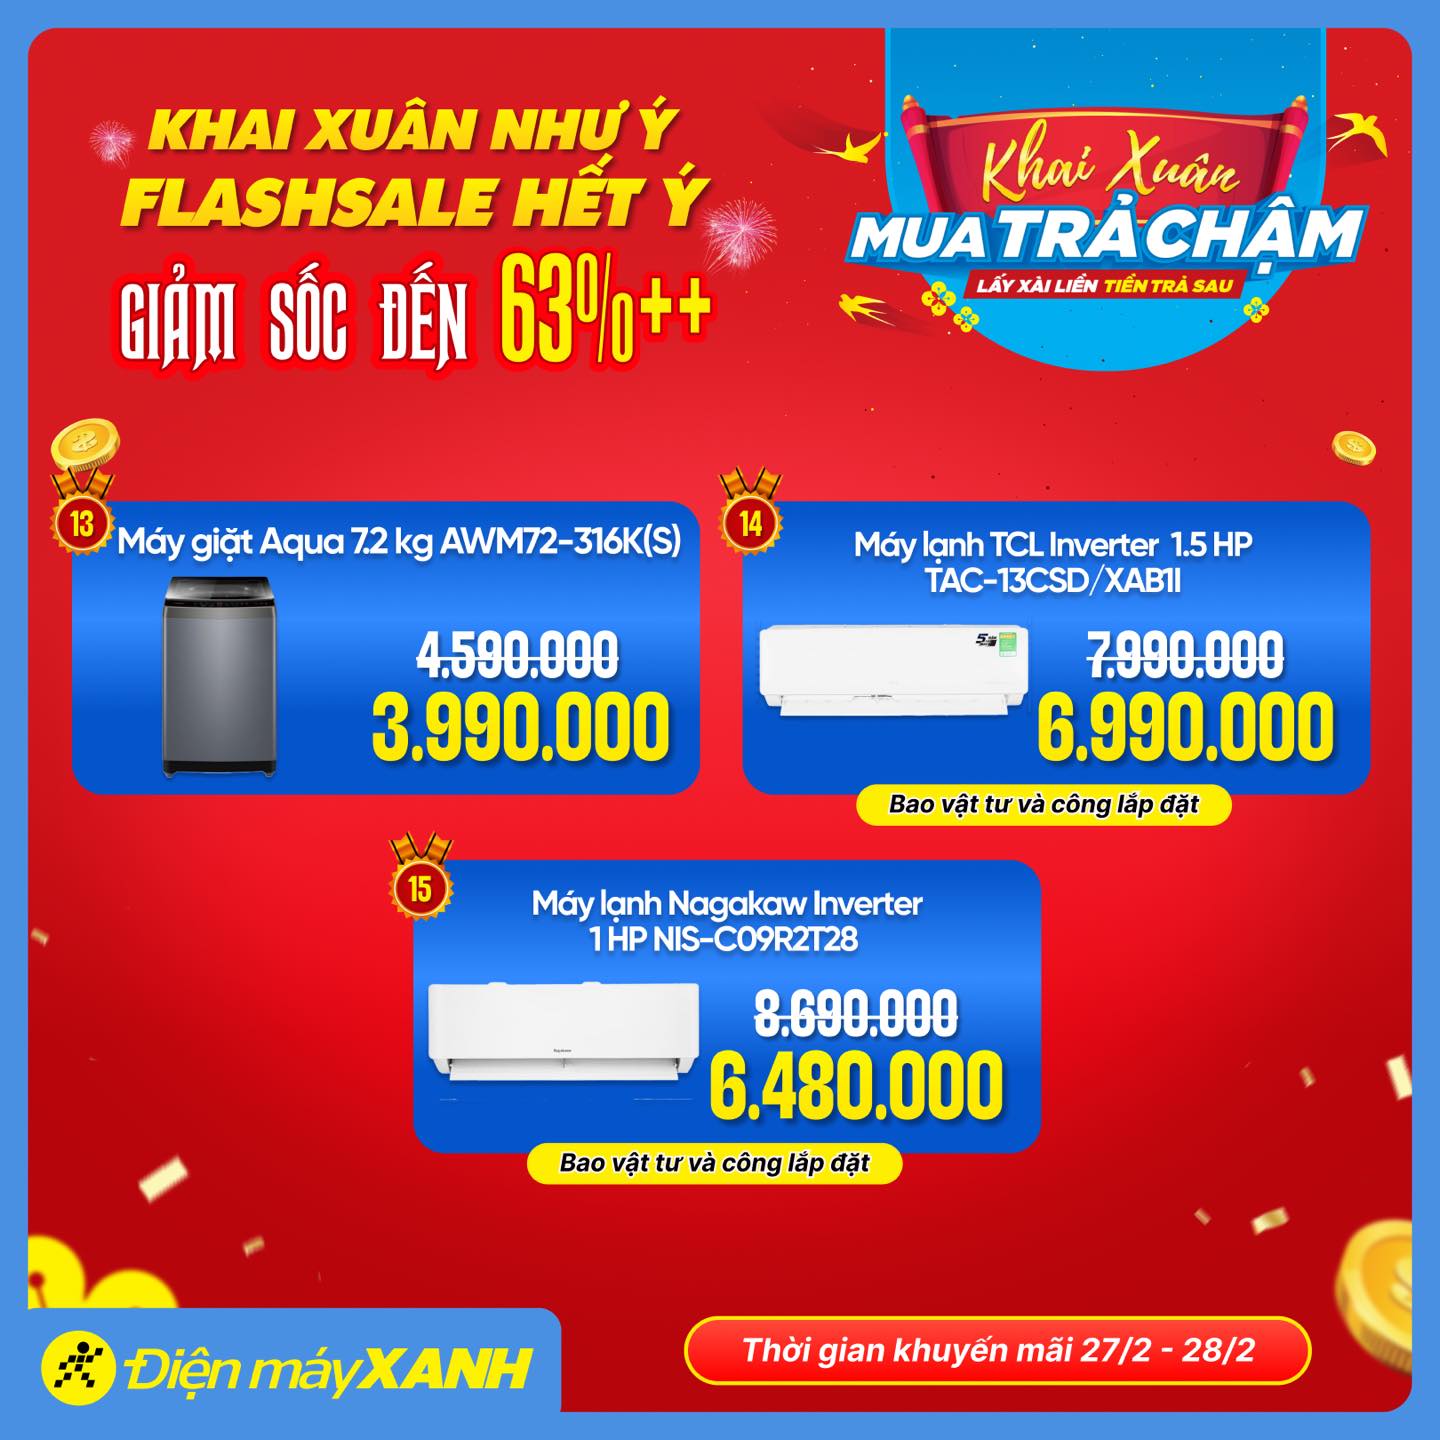 KHAI XUÂN NHƯ Ý
FLASHSALE HẾT Ý
GIẢM SỐC ĐẾN 63%++
Khai Xuân
MUA TRẢ CHẬM
LẤY XÀI LIỀN TIỀN TRẢ SAU
13
Máy giặt Aqua 7.2 kg AWM72-316K(S)
4.590.000
3.990.000
14
Máy lạnh TCL Inverter 1.5 HP
TAC-13CSD/XAB1I
7.990.000
6.990.000
Bao vật tư và công lắp đặt
15
Máy lạnh Nagakaw Inverter
1 HP NIS-C09R2T28
8.690.000
6.480.000
Bao vật tư và công lắp đặt
Điện máy XANH
Thời gian khuyến mãi 27/2 - 28/2